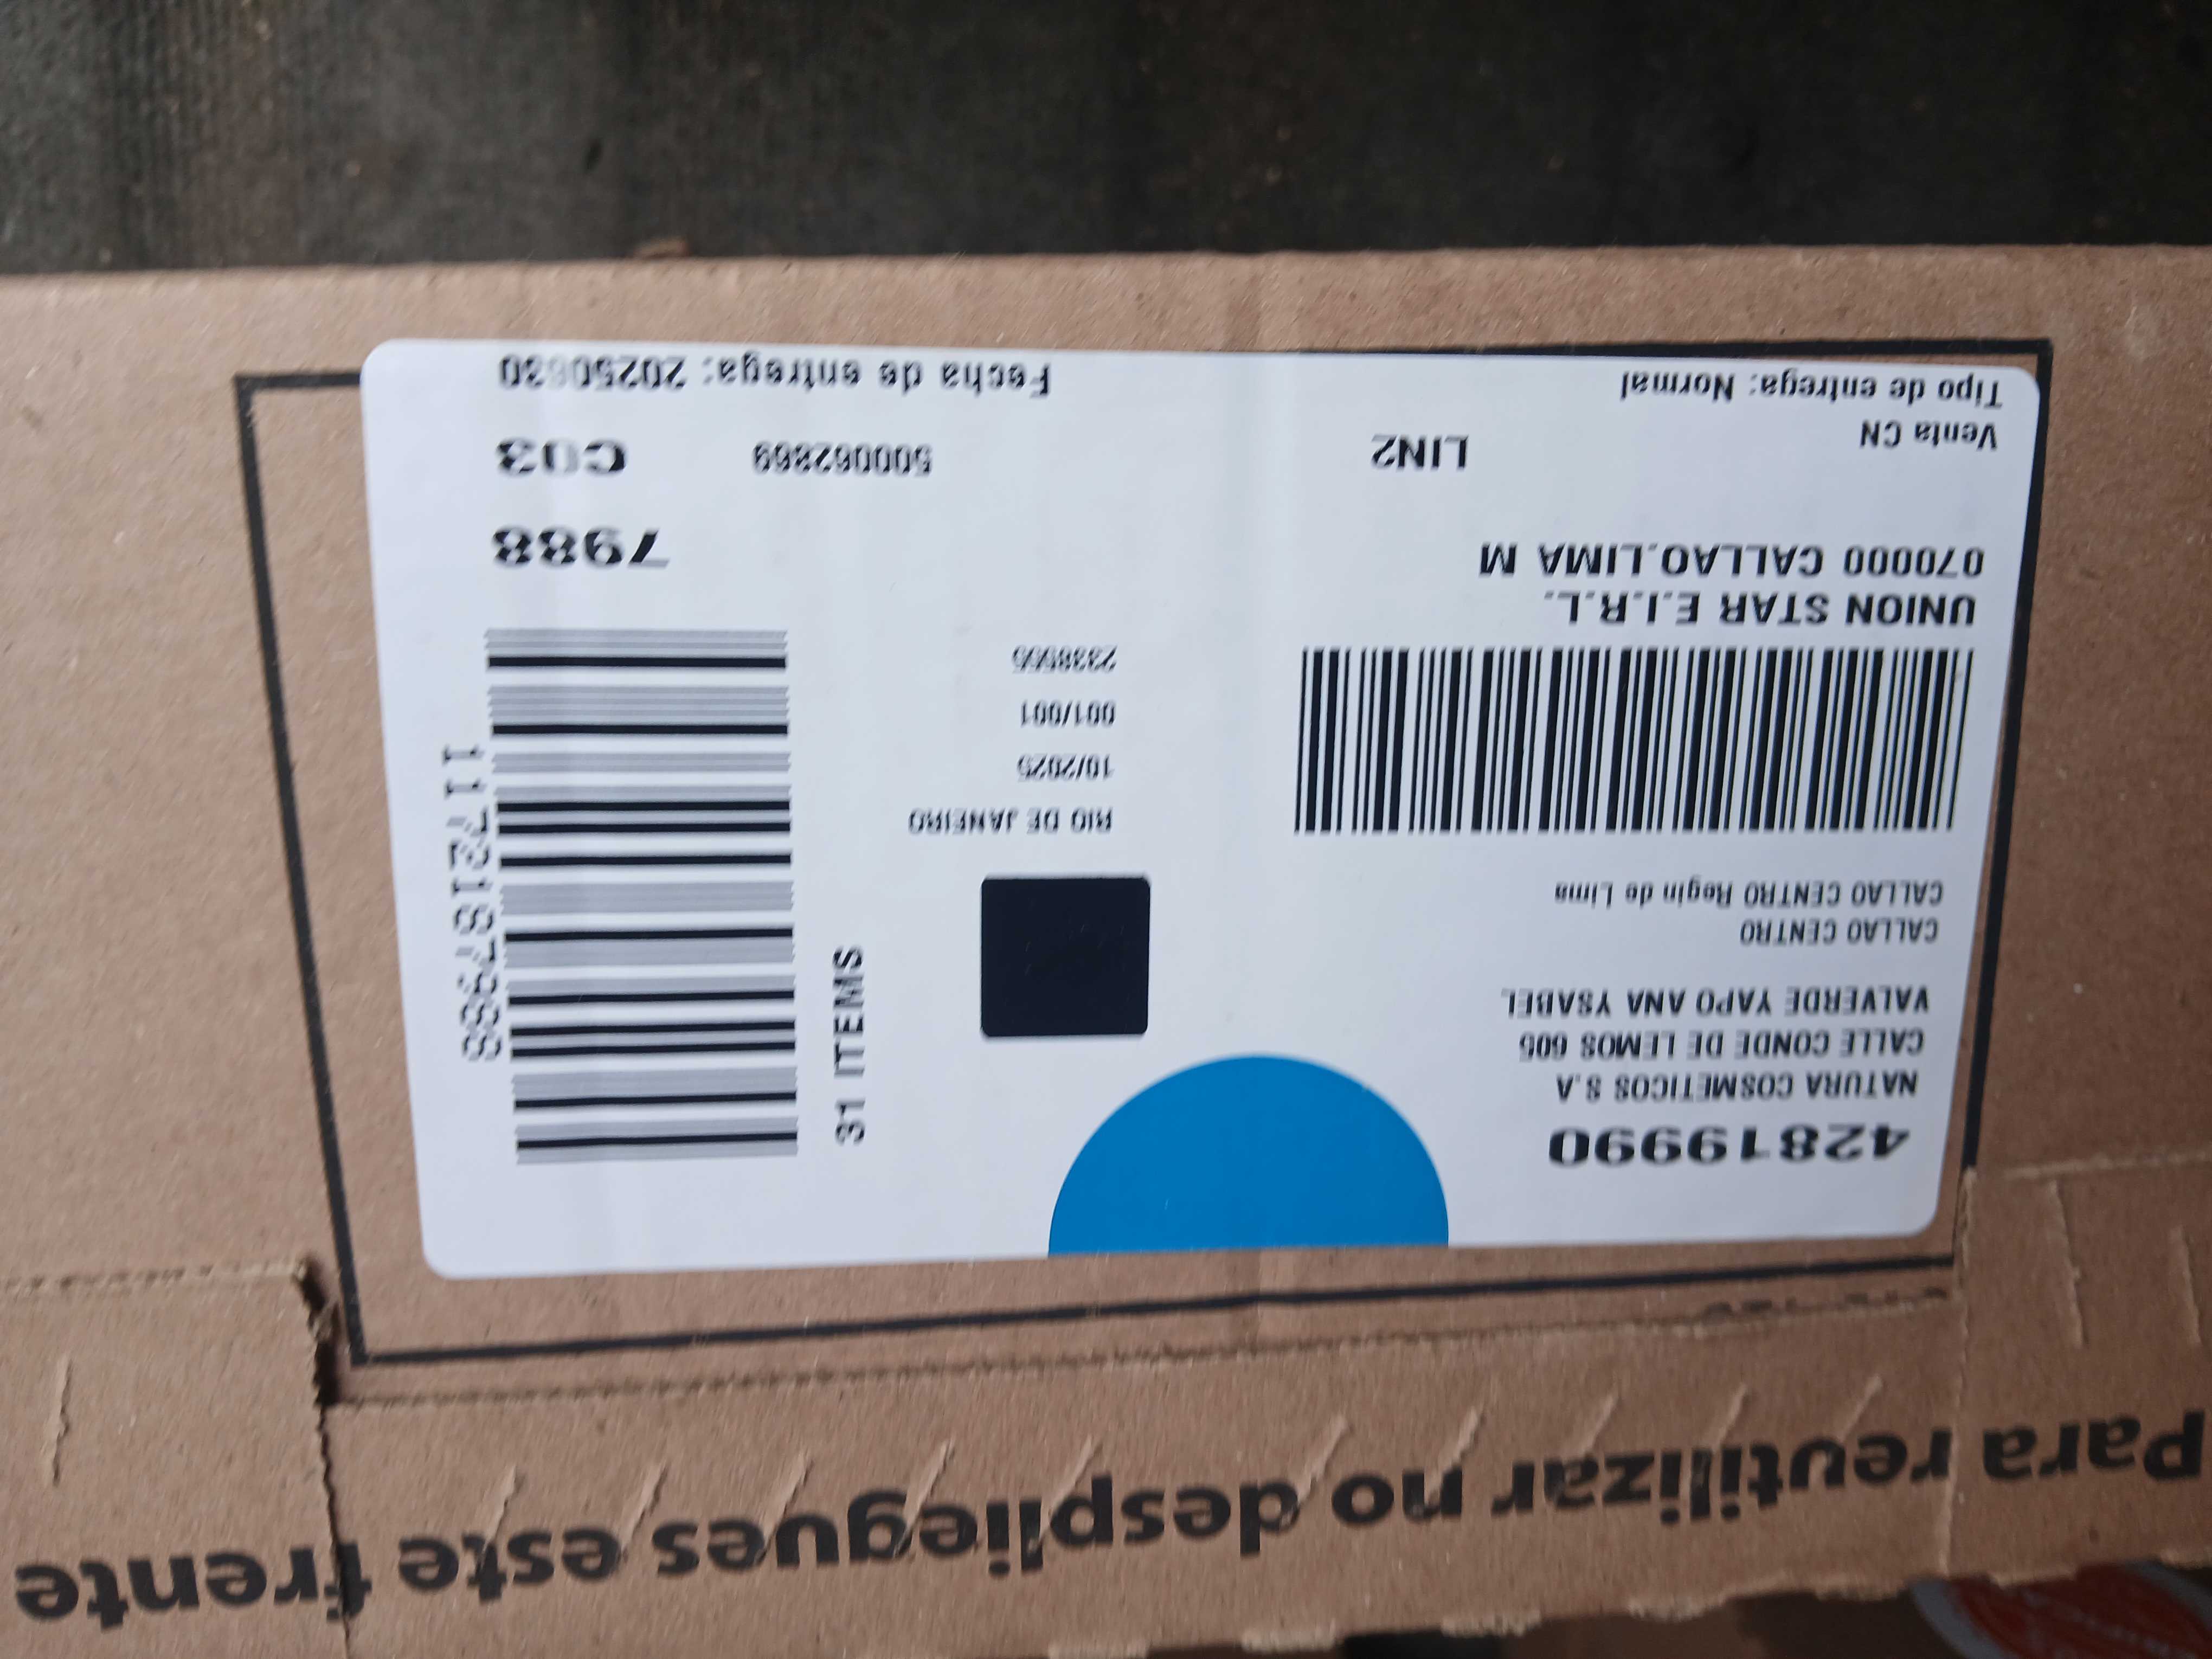 42819990
NATURA COSMETICOS S.A
CALLE CONDE DE LEMOS 605
VALVERDE YAPO ANA YSABEL
CALLAO CENTRO
CALLAO CENTRO Regin de Lima
UNION STAR E.I.R.L.
070000 CALLAO.LIMA M
Venta CN
LIN2
Tipo de entrega: Normal
RIO DE JANEIRO
10/2025
001/001
2338555
31 ITEMS
7988
500062869
C03
Fecha de entrega: 20250630
Para reutilizar no despliegues este frente